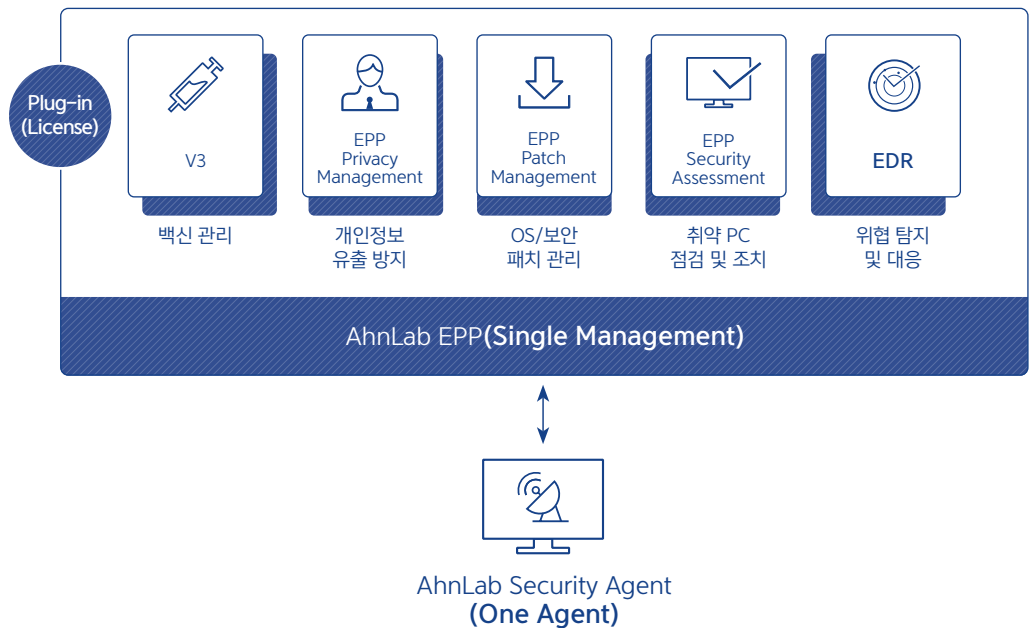 Plug-in
(License)
V3
백신 관리
EPP
Privacy
Management
개인정보
유출 방지
EPP
Patch
Management
OS/보안
패치 관리
EPP
Security
Assessment
취약 PC
점검 및 조치
EDR
위협 탐지
및 대응
AhnLab EPP(Single Management)
AhnLab Security Agent
(One Agent)